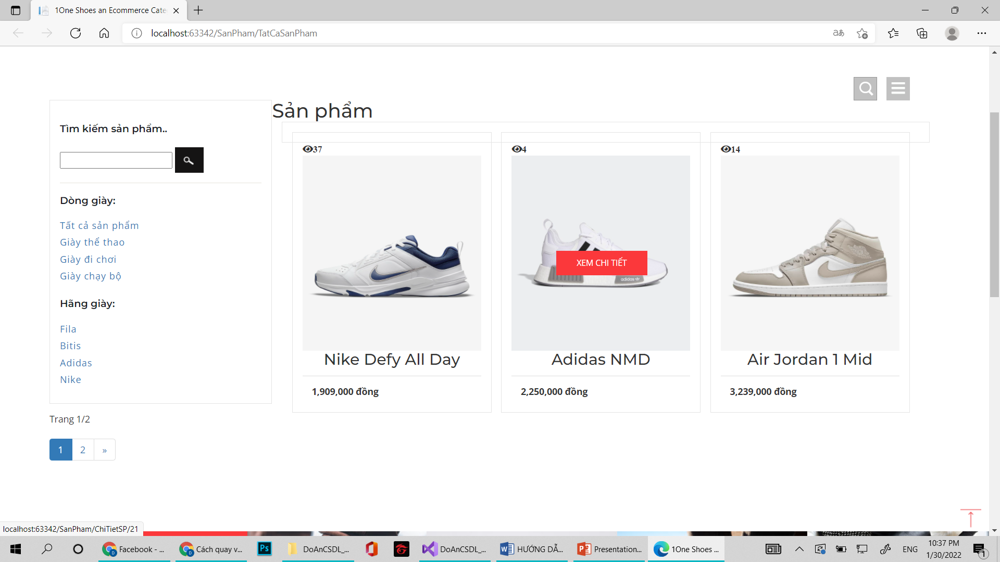 1One Shoes an Ecommerce Cate
localhost:63342/SanPham/TatCaSanPham
Sản phẩm
Tìm kiếm sản phẩm..
Dòng giày:
Tất cả sản phẩm
Giày thể thao
Giày đi chơi
Giày chạy bộ
Hãng giày:
Fila
Bitis
Adidas
Nike
37
Nike Defy All Day
1,909,000 đồng
4
XEM CHI TIẾT
adidas
Adidas NMD
2,250,000 đồng
14
Air Jordan 1 Mid
3,239,000 đồng
Trang 1/2
1 2 »
localhost:63342/SanPham/ChiTietSP/21
Facebook - ...
Cách quay v...
Ps
DoAnCSDL_...
DoAnCSDL_...
HƯỚNG DẪ...
Presentation...
1One Shoes ...
ENG
10:37 PM
1/30/2022
1